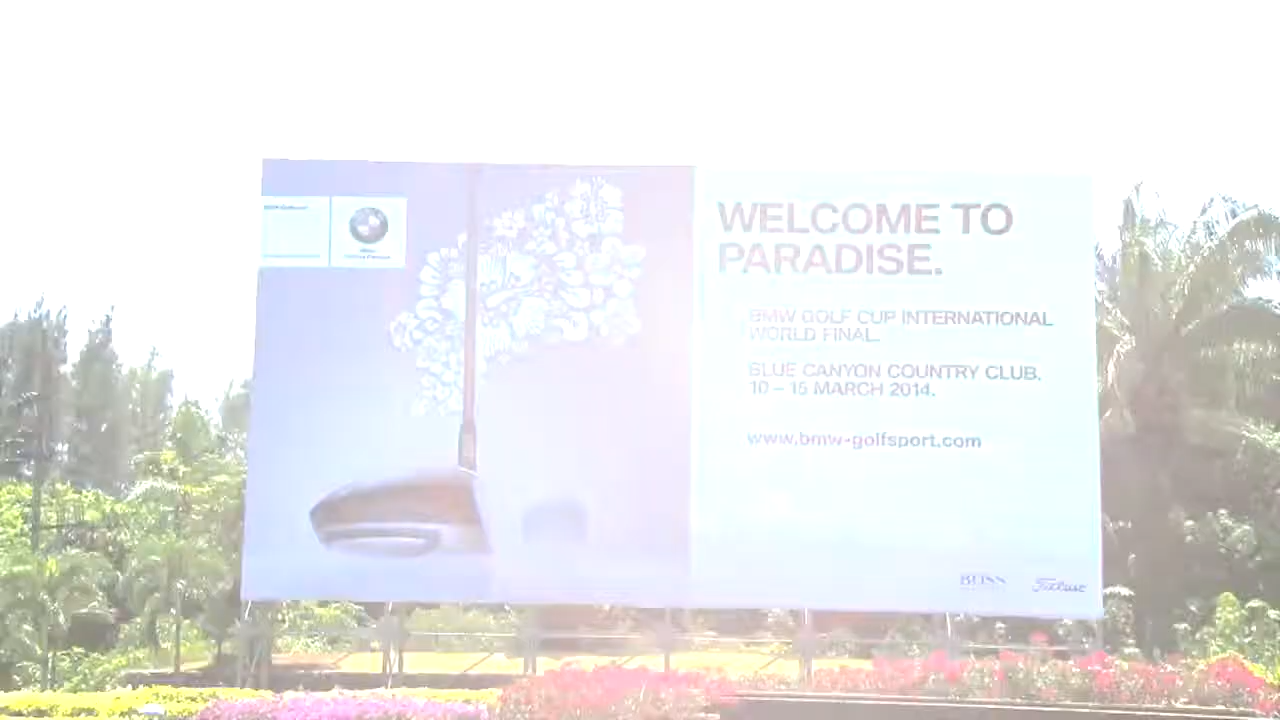 WELCOME TO
PARADISE.
BMW GOLF CUP INTERNATIONAL
WORLD FINAL.
BLUE CANYON COUNTRY CLUB.
10 – 15 MARCH 2014.
www.bmw-golfsport.com
BOSS
Titleist